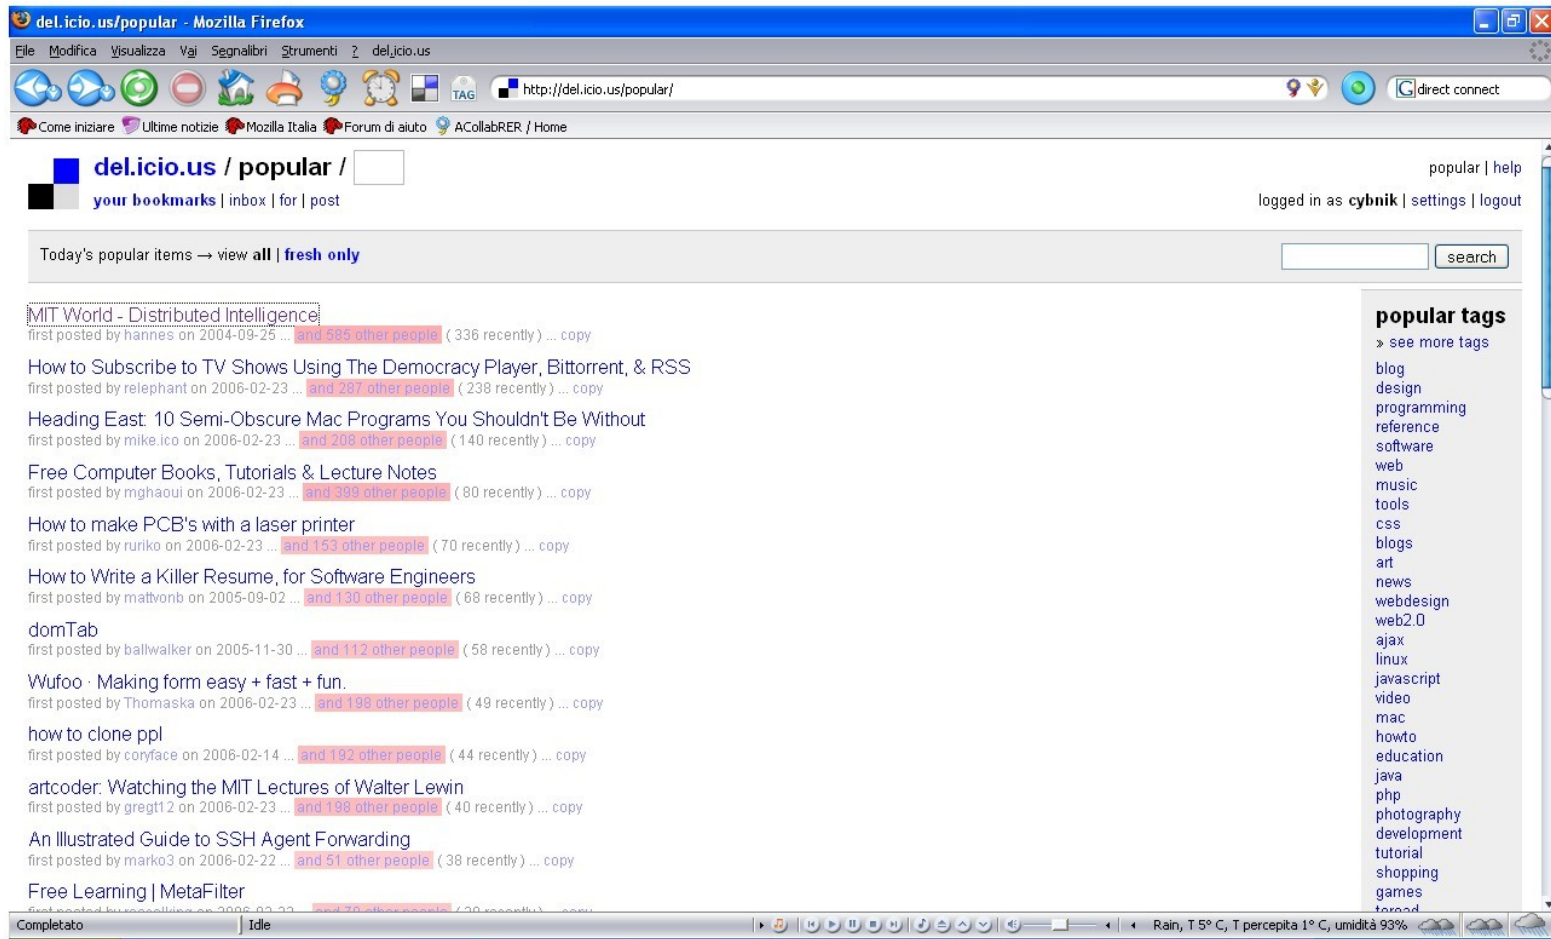 del.icio.us/popular - Mozilla Firefox
File Modifica Visualizza Vai Segnalibri Strumenti ? del.icio.us
TAG http://del.icio.us/popular/ G direct connect
Come iniziare Ultime notizie Mozilla Italia Forum di aiuto ACollabRER / Home
del.icio.us / popular /
popular | help
your bookmarks | inbox | for | post
logged in as cybnik | settings | logout
Today's popular items → view all | fresh only
search
MIT World - Distributed Intelligence
first posted by hannes on 2004-09-25 ... and 585 other people ( 336 recently ) ... copy
How to Subscribe to TV Shows Using The Democracy Player, Bittorrent, & RSS
first posted by relephant on 2006-02-23 ... and 287 other people ( 238 recently ) ... copy
Heading East: 10 Semi-Obscure Mac Programs You Shouldn't Be Without
first posted by mike.ico on 2006-02-23 ... and 208 other people ( 140 recently ) ... copy
Free Computer Books, Tutorials & Lecture Notes
first posted by mghaoui on 2006-02-23 ... and 399 other people ( 80 recently ) ... copy
How to make PCB's with a laser printer
first posted by ruriko on 2006-02-23 ... and 153 other people ( 70 recently ) ... copy
How to Write a Killer Resume, for Software Engineers
first posted by mattvonb on 2005-09-02 ... and 130 other people ( 68 recently ) ... copy
domTab
first posted by ballwalker on 2005-11-30 ... and 112 other people ( 58 recently ) ... copy
Wufoo · Making form easy + fast + fun.
first posted by Thomaska on 2006-02-23 ... and 198 other people ( 49 recently ) ... copy
how to clone ppl
first posted by coryface on 2006-02-14 ... and 192 other people ( 44 recently ) ... copy
artcoder: Watching the MIT Lectures of Walter Lewin
first posted by gregt12 on 2006-02-23 ... and 198 other people ( 40 recently ) ... copy
An Illustrated Guide to SSH Agent Forwarding
first posted by marko3 on 2006-02-22 ... and 51 other people ( 38 recently ) ... copy
Free Learning | MetaFilter
popular tags
» see more tags
blog
design
programming
reference
software
web
music
tools
css
blogs
art
news
webdesign
web2.0
ajax
linux
javascript
video
mac
howto
education
java
php
photography
development
tutorial
shopping
games
toread
Completato Idle Rain, T 5° C, T percepita 1° C, umidità 93%